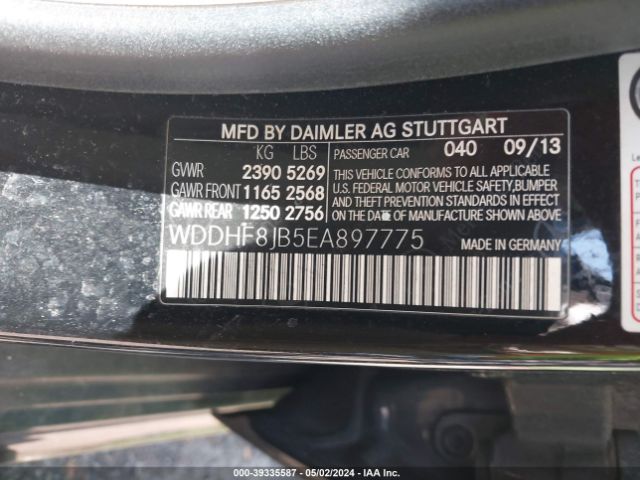 MFD BY DAIMLER AG STUTTGART
KG LBS
GVWR 2390 5269
GAWR FRONT 1165 2568
GAWR REAR 1250 2756
PASSENGER CAR 040 09/13
THIS VEHICLE CONFORMS TO ALL APPLICABLE
U.S. FEDERAL MOTOR VEHICLE SAFETY, BUMPER
AND THEFT PREVENTION STANDARDS IN EFFECT
ON THE DATE OF MANUFACTURE SHOWN ABOVE
WDDHF8JB5EA897775
MADE IN GERMANY
000-39335587 - 05/02/2024 - IAA Inc.